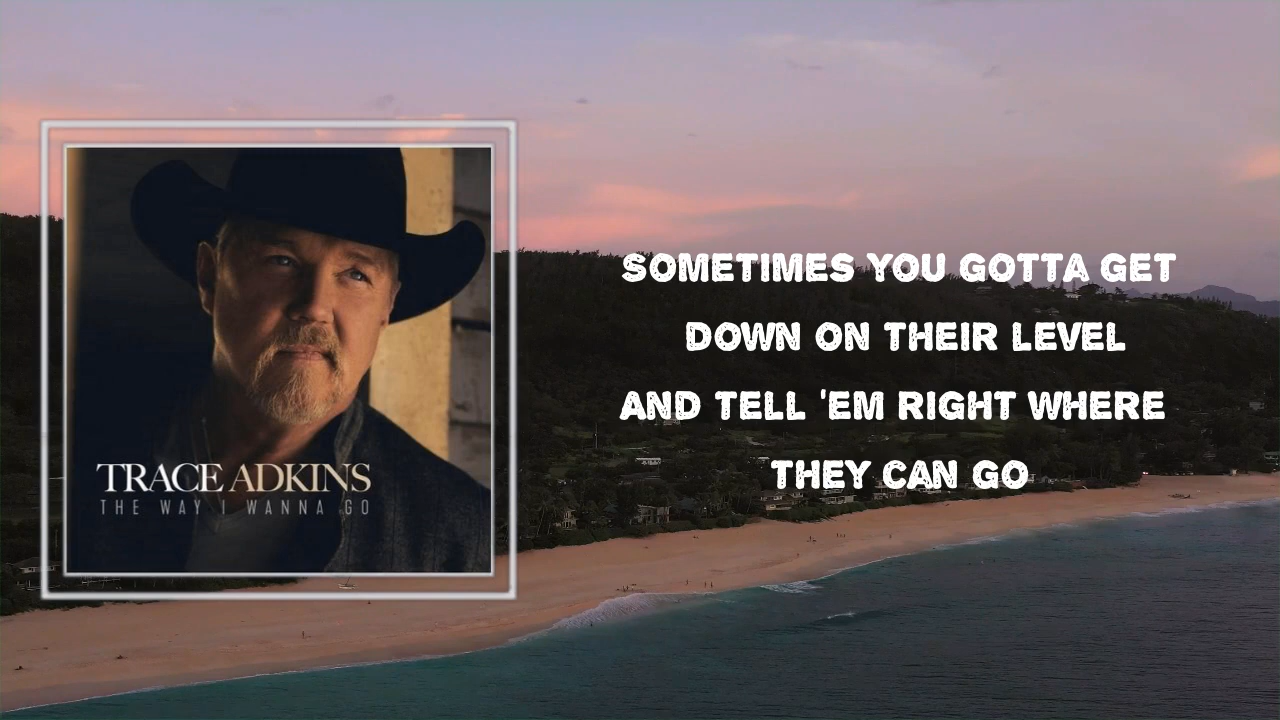 TRACE ADKINS
THE WAY I WANNA GO
SOMETIMES YOU GOTTA GET
DOWN ON THEIR LEVEL
AND TELL 'EM RIGHT WHERE
THEY CAN GO